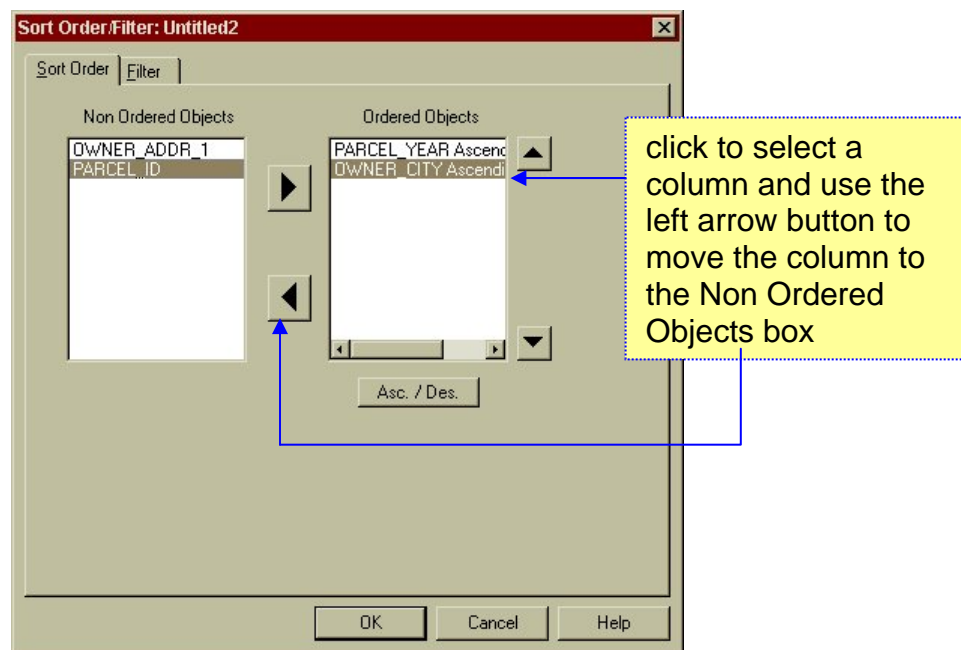 Sort Order/Filter: Untitled2
Sort Order
Filter
Non Ordered Objects
OWNER_ADDR_1
PARCEL_ID
Ordered Objects
PARCEL_YEAR Ascenc
OWNER_CITY Ascendi
Asc. / Des.
click to select a
column and use the
left arrow button to
move the column to
the Non Ordered
Objects box
OK
Cancel
Help